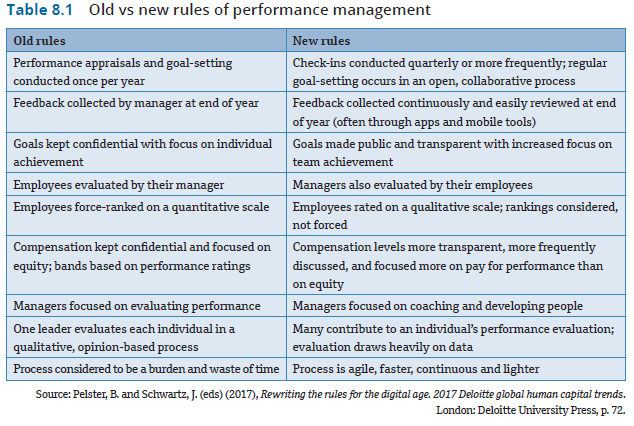 Table 8.1 Old vs new rules of performance management
Old rules
New rules
Performance appraisals and goal-setting
conducted once per year
Check-ins conducted quarterly or more frequently; regular
goal-setting occurs in an open, collaborative process
Feedback collected by manager at end of year
Feedback collected continuously and easily reviewed at end
of year (often through apps and mobile tools)
Goals kept confidential with focus on individual
achievement
Goals made public and transparent with increased focus on
team achievement
Employees evaluated by their manager
Managers also evaluated by their employees
Employees force-ranked on a quantitative scale
Employees rated on a qualitative scale; rankings considered,
not forced
Compensation kept confidential and focused on
equity; bands based on performance ratings
Compensation levels more transparent, more frequently
discussed, and focused more on pay for performance than
on equity
Managers focused on evaluating performance
Managers focused on coaching and developing people
One leader evaluates each individual in a
qualitative, opinion-based process
Many contribute to an individual's performance evaluation;
evaluation draws heavily on data
Process considered to be a burden and waste of time
Process is agile, faster, continuous and lighter
Source: Pelster, B. and Schwartz, J. (eds) (2017), Rewriting the rules for the digital age. 2017 Deloitte global human capital trends.
London: Deloitte University Press, p. 72.